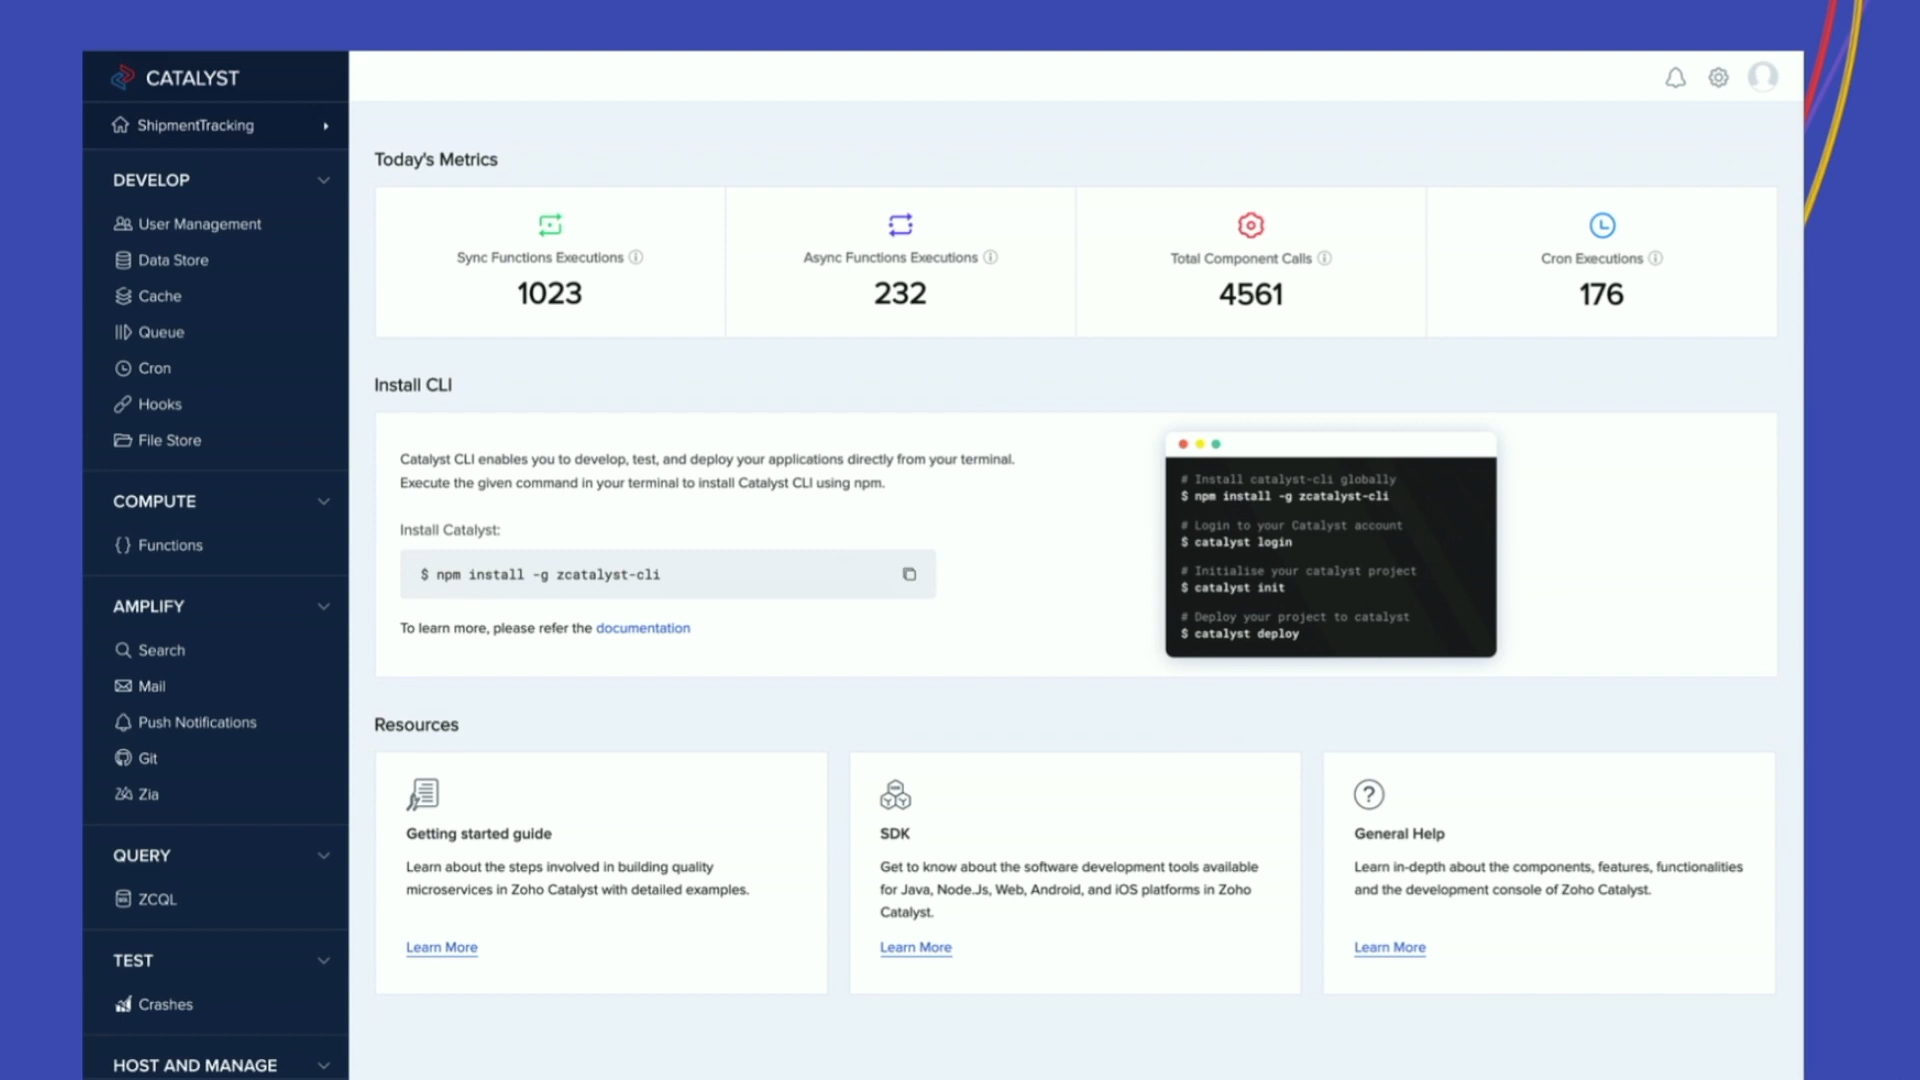 CATALYST
ShipmentTracking
DEVELOP
User Management
Data Store
Cache
Queue
Cron
Hooks
File Store
COMPUTE
Functions
AMPLIFY
Search
Mail
Push Notifications
Git
Zia
QUERY
ZCQL
TEST
Crashes
HOST AND MANAGE
Today's Metrics
Sync Functions Executions
1023
Async Functions Executions
232
Total Component Calls
4561
Cron Executions
176
Install CLI
Catalyst CLI enables you to develop, test, and deploy your applications directly from your terminal.
Execute the given command in your terminal to install Catalyst CLI using npm.
Install Catalyst:
$ npm install -g zcatalyst-cli
To learn more, please refer the documentation
# Install catalyst-cli globally
$ npm install -g zcatalyst-cli
# Login to your Catalyst account
$ catalyst login
# Initialise your catalyst project
$ catalyst init
# Deploy your project to catalyst
$ catalyst deploy
Resources
Getting started guide
Learn about the steps involved in building quality
microservices in Zoho Catalyst with detailed examples.
Learn More
SDK
Get to know about the software development tools available
for Java, Node.Js, Web, Android, and iOS platforms in Zoho
Catalyst.
Learn More
General Help
Learn in-depth about the components, features, functionalities
and the development console of Zoho Catalyst.
Learn More